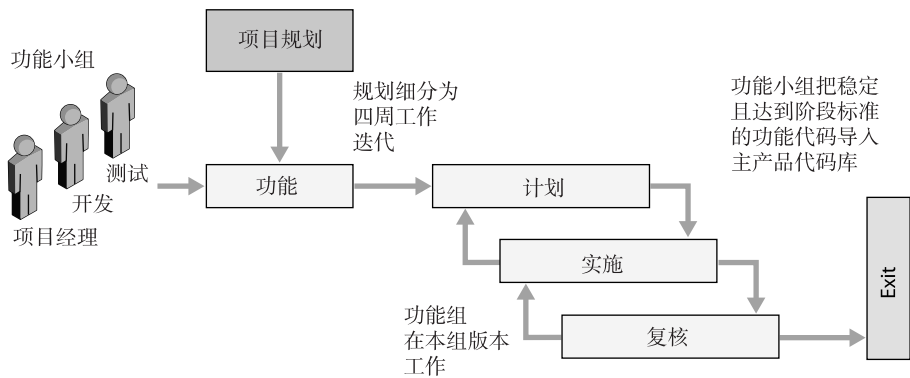 项目规划
功能小组
规划细分为
四周工作
迭代
功能小组把稳定
且达到阶段标准
的功能代码导入
主产品代码库
测试
功能
计划
开发
项目经理
实施
Exit
功能组
在本组版本
工作
复核